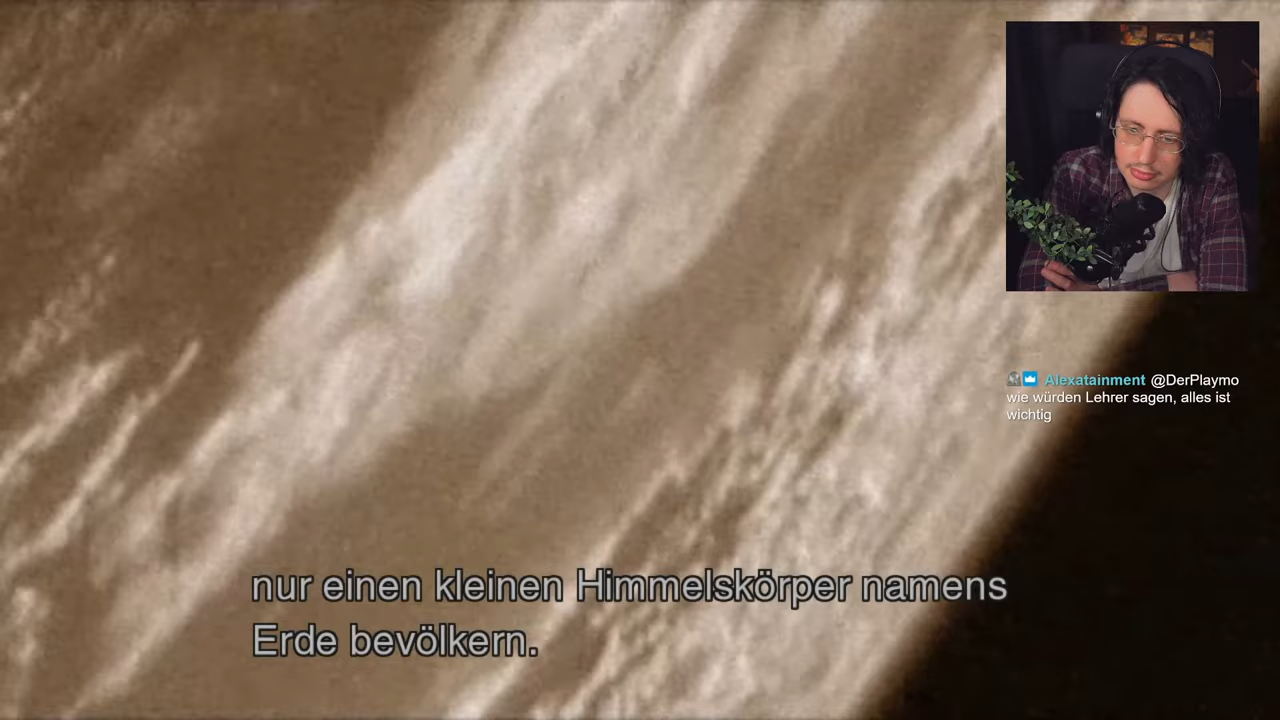 Alexatainment @DerPlaymo
wie würden Lehrer sagen, alles ist
wichtig
nur einen kleinen Himmelskörper namens
Erde bevölkern.